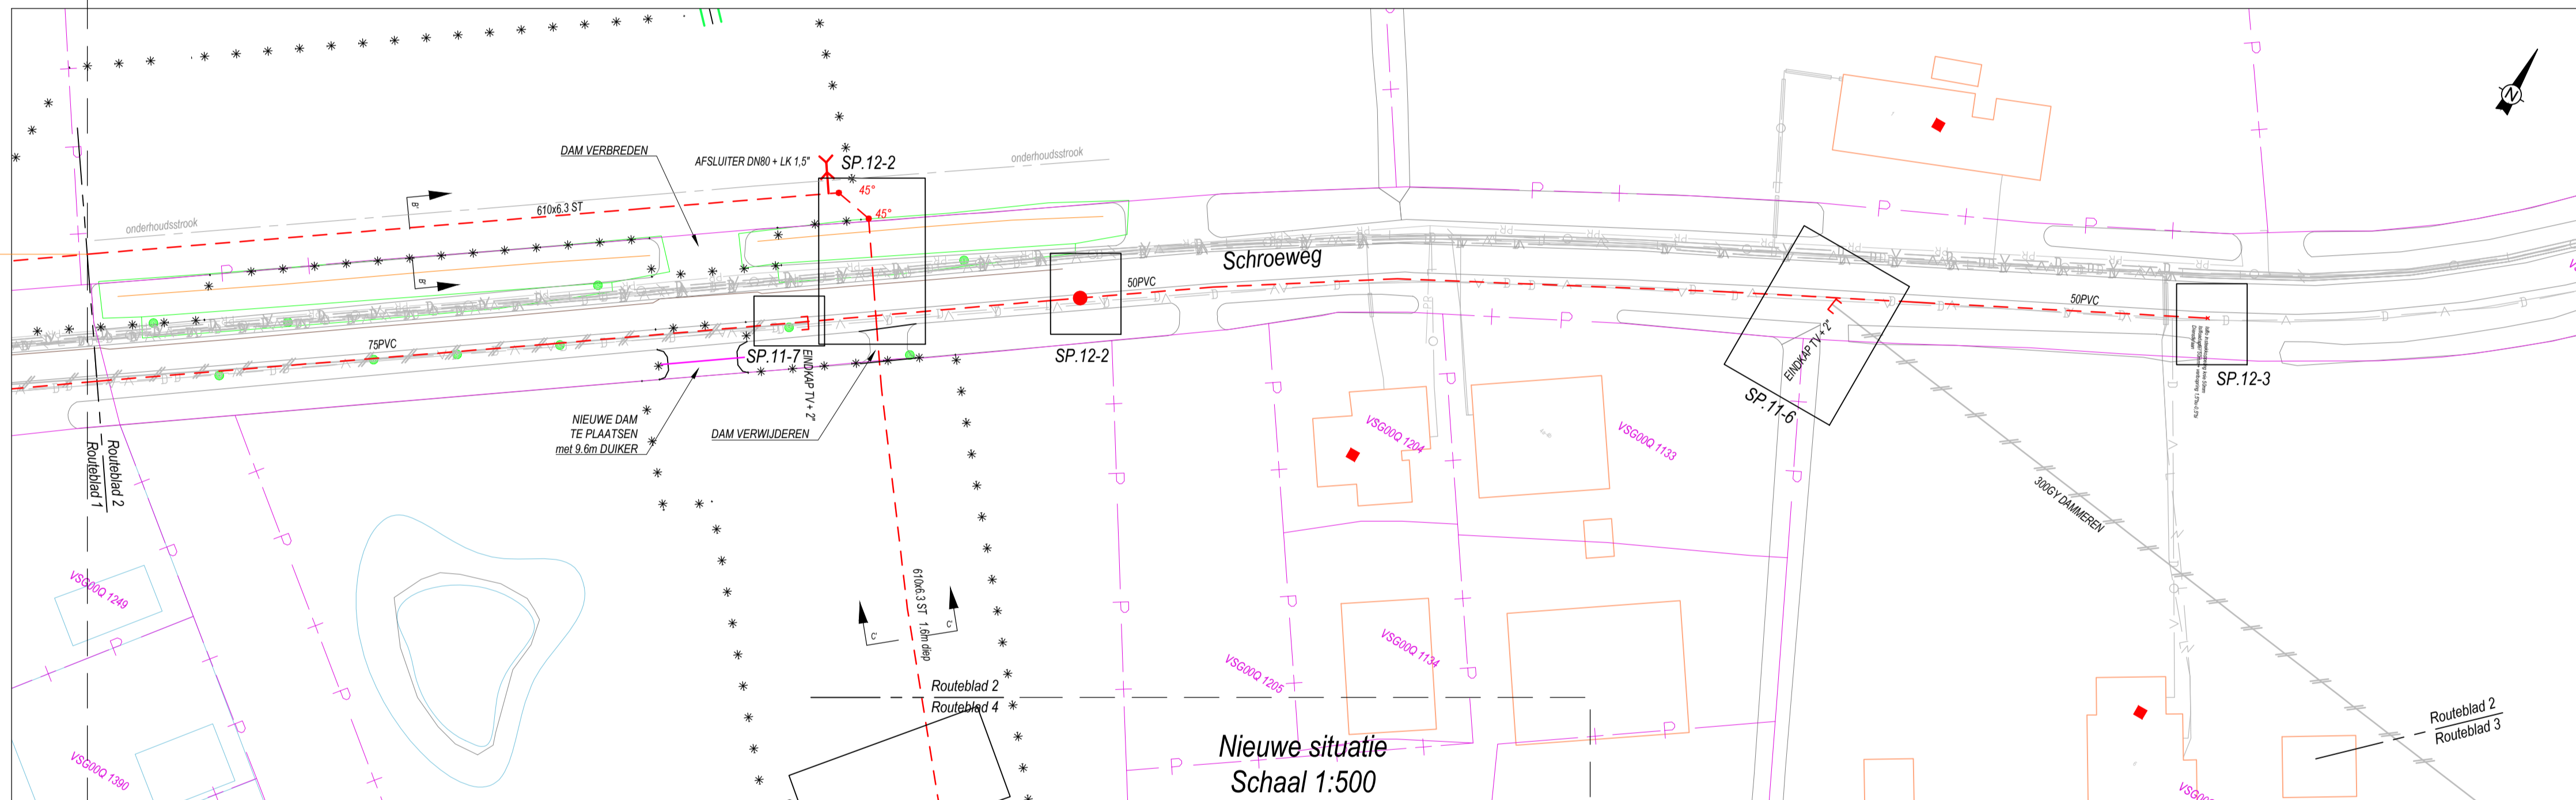 onderhoudsstrook
610x6.3 ST
B'
B'
DAM VERBREDEN
AFSLUITER DN80 + LK 1,5"
SP.12-2
45°
45°
onderhoudsstrook
75PVC
SP.11-7
EINDKAP TV + 2"
NIEUWE DAM
TE PLAATSEN
met 9.6m DUIKER
DAM VERWIJDEREN
SP.12-2
50PVC
Schroeweg
Routeblad 2
Routeblad 1
VSG00Q 1249
VSG00Q 1390
610x6.3 ST 1.6m diep
C'
C'
Routeblad 2
Routeblad 4
Nieuwe situatie
Schaal 1:500
VSG00Q 1204
VSG00Q 1133
VSG00Q 1205
VSG00Q 1134
EINDKAP TV + 2"
SP.11-6
300GY DAMMEREN
50PVC
SP.12-3
Routeblad 2
Routeblad 3
N